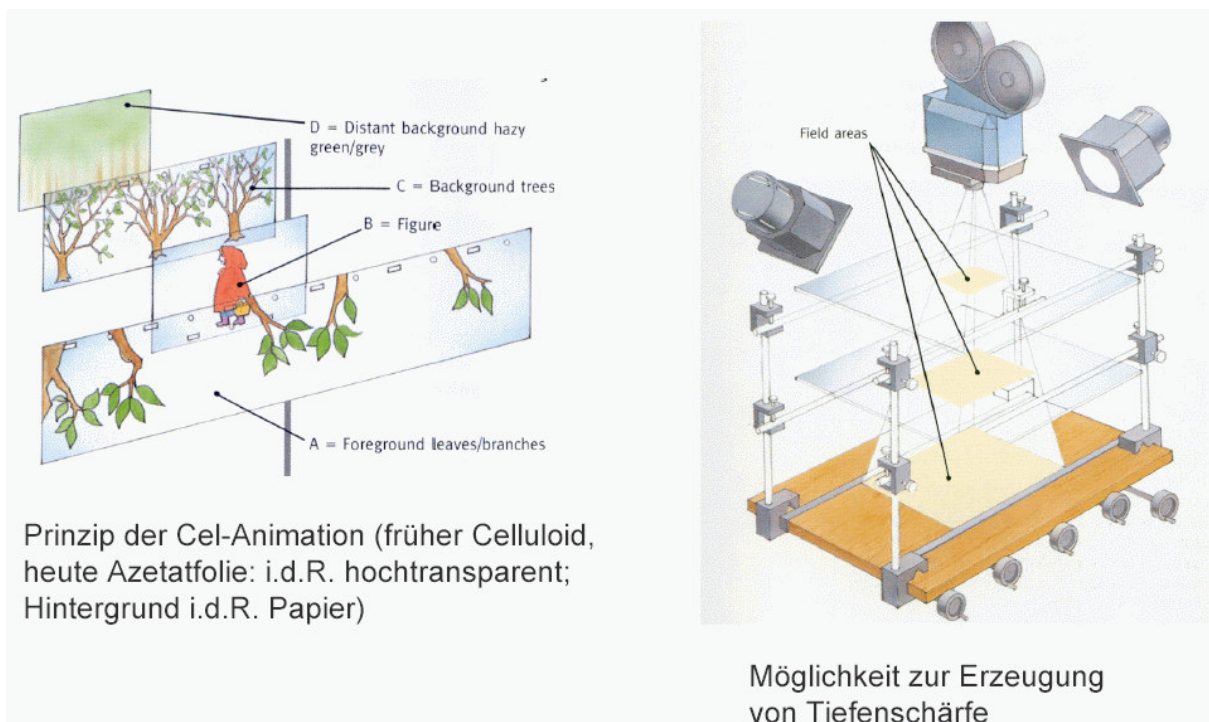 D = Distant background hazy
green/grey
C = Background trees
B = Figure
A = Foreground leaves/branches
Prinzip der Cel-Animation (früher Celluloid,
heute Azetatfolie: i.d.R. hochtransparent;
Hintergrund i.d.R. Papier)
Field areas
Möglichkeit zur Erzeugung
von Tiefenschärfe